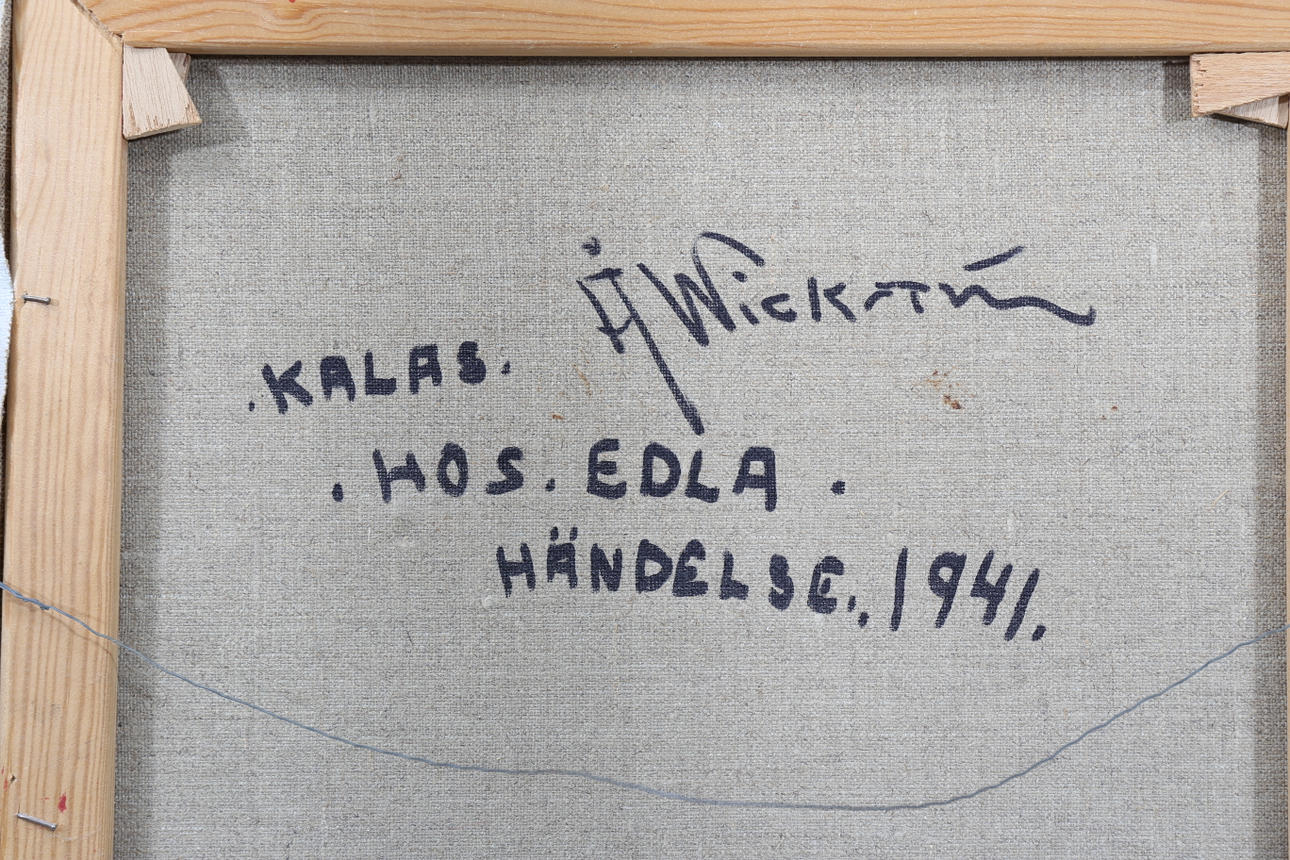 Å Wickström
.KALAS.
. HOS. EDLA .
HÄNDELSE., 1941.